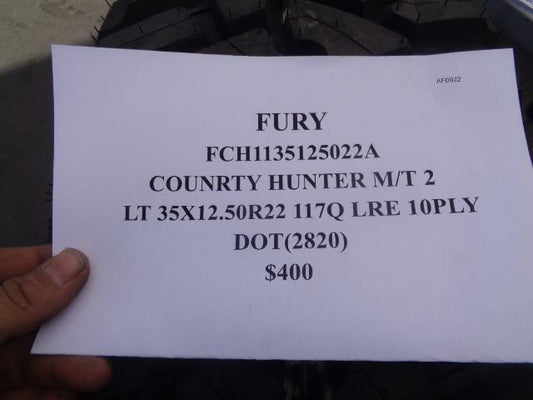 AF0922
FURY
FCH1135125022A
COUNRTY HUNTER M/T 2
LT 35X12.50R22 117Q LRE 10PLY
DOT(2820)
$400